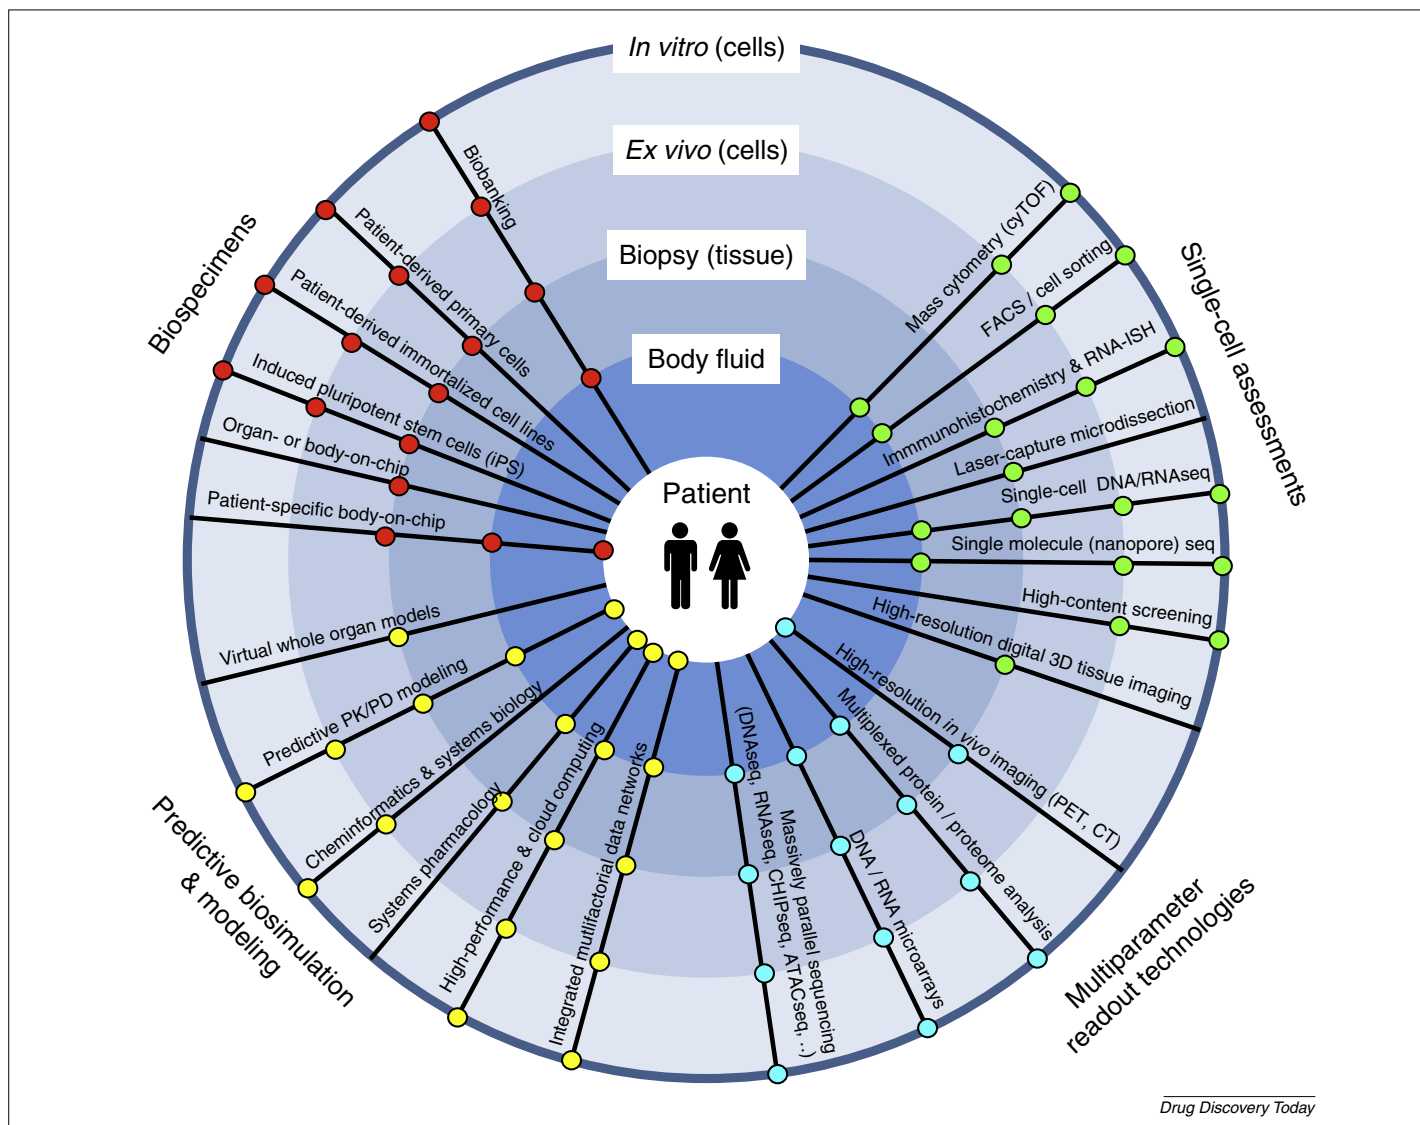 In vitro (cells)
Ex vivo (cells)
Biopsy (tissue)
Body fluid
Patient
Biospecimens
Biobanking
Patient-derived primary cells
Patient-derived immortalized cell lines
Induced pluripotent stem cells (iPS)
Organ- or body-on-chip
Patient-specific body-on-chip
Single-cell assessments
Mass cytometry (cyTOF)
FACS / cell sorting
Immmunohistochemistry & RNA-ISH
Laser-capture microdissection
Single-cell DNA/RNAseq
Single molecule (nanopore) seq
High-content screening
High-resolution digital 3D tissue imaging
Multiparameter
readout technologies
High-resolution in vivo imaging (PET, CT)
Multiplexed protein / proteome analysis
DNA / RNA microarrays
Massively parallel sequencing
(DNAseq, RNAseq, CHIPseq, ATACseq, ..)
Predictive biosimulation
& modeling
Virtual whole organ models
Predictive PK/PD modeling
Cheminformatics & systems biology
Systems pharmacology
High-performance & cloud computing
Integrated mutlifactorial data networks
Drug Discovery Today